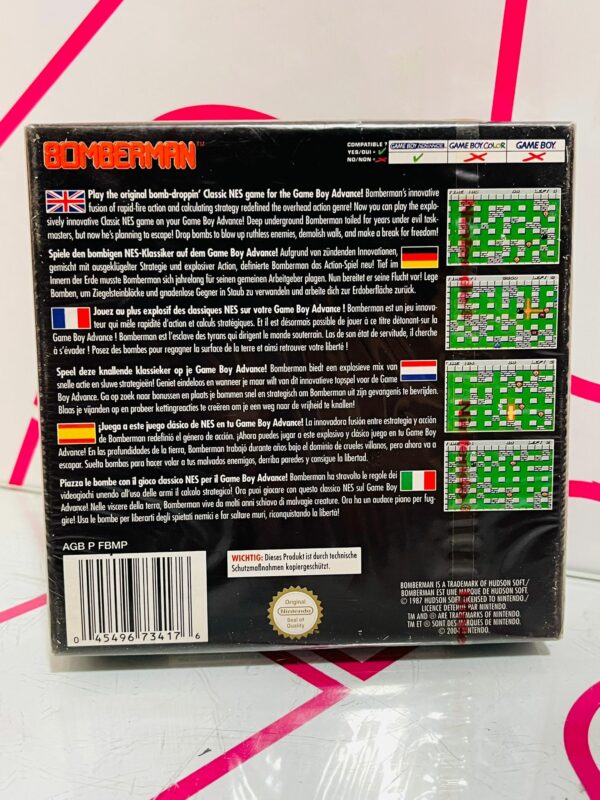 BOMBERMAN™
COMPATIBLE ?
YES/OUI = ✓
NO/NON = ✗
GAME BOY ADVANCE
GAME BOY COLOR
GAME BOY
Play the original bomb-droppin' Classic NES game for the Game Boy Advance! Bomberman's innovative
fusion of rapid-fire action and calculating strategy redefined the overhead action genre! Now you can play the explo-
sively innovative Classic NES game on your Game Boy Advance! Deep underground Bomberman toiled for years under evil task-
masters, but now he's planning to escape! Drop bombs to blow up ruthless enemies, demolish walls, and make a break for freedom!
Spiele den bombigen NES-Klassiker auf dem Game Boy Advance! Aufgrund von zündenden Innovationen,
gemischt mit ausgeklügelter Strategie und explosiver Action, definierte Bomberman das Action-Spiel neu! Tief im
Innern der Erde musste Bomberman sich jahrelang für seinen gemeinen Arbeitgeber plagen. Nun bereitet er seine Flucht vor! Lege
Bomben, um Ziegelsteinblöcke und gnadenlose Gegner in Staub zu verwandeln und arbeite dich zur Erdoberfläche zurück.
Jouez au plus explosif des classiques NES sur votre Game Boy Advance ! Bomberman est un jeu innova-
teur qui mêle rapidité d'action et calculs stratégiques. Et il est désormais possible de jouer à ce titre détonant sur la
Game Boy Advance ! Bomberman est l'esclave des tyrans qui dirigent le monde souterrain. Las de son état de servitude, il cherche
à s'évader ! Posez des bombes pour regagner la surface de la terre et ainsi retrouver votre liberté !
Speel deze knallende klassieker op je Game Boy Advance! Bomberman biedt een explosieve mix van
snelle actie en sluwe strategieën! Geniet eindeloos en wanneer je maar wilt van dit innovatieve topspel voor de Game
Boy Advance. Ga op zoek naar bonussen en plaats je bommen snel en strategisch om Bomberman uit zijn gevangenis te bevrijden.
Blaas je vijanden op en probeer kettingreacties te creëren om je een weg naar de vrijheid te knallen!
¡Juega a este juego clásico de NES en tu Game Boy Advance! La innovadora fusión entre estrategia y acción
de Bomberman redefinió el género de acción. ¡Ahora puedes jugar a este explosivo y clásico juego en tu Game Boy
Advance! En las profundidades de la tierra, Bomberman trabajó durante años bajo el dominio de crueles villanos, pero ahora va a
escapar. Suelta bombas para hacer volar a tus malvados enemigos, derriba paredes y consigue la libertad.
Piazza le bombe con il gioco classico NES per il Game Boy Advance! Bomberman ha stravolto le regole dei
videogiochi unendo all'uso delle armi il calcolo strategico! Ora puoi giocare con questo classico NES sul Game Boy
Advance! Nelle viscere della terra, Bomberman vive da molti anni schiavo di malvagie creature. Ora ha un audace piano per fug-
gire! Usa le bombe per liberarti degli spietati nemici e far saltare muri, riconquistando la libertà!
AGB P FBMP
WICHTIG: Dieses Produkt ist durch technische
Schutzmaßnahmen kopiergeschützt.
0 45496 73417 6
Original
Nintendo
Seal of
Quality
BOMBERMAN IS A TRADEMARK OF HUDSON SOFT/
BOMBERMAN EST UNE MARQUE DE HUDSON SOFT.
© 1987 HUDSON SOFT LICENSED TO NINTENDO/
LICENCE DETENUE PAR NINTENDO.
TM AND ® ARE TRADEMARKS OF NINTENDO.
TM ET ® SONT DES MARQUES DE NINTENDO.
NINTENDO.